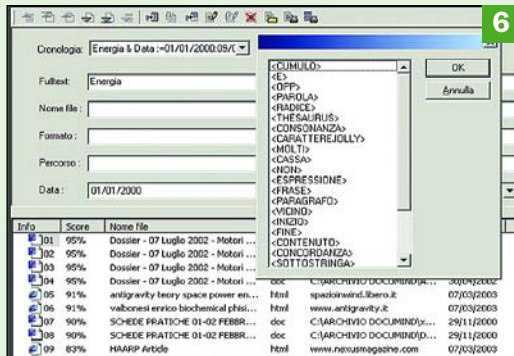 6
Cronologia: Energia & Data :=01/01/2000:09/(
Fulltext: Energia
Nome file :
Formato :
Percorso :
Data : 01/01/2000
<CUMULO>
<E>
<OPP>
<PAROLA>
<RADICE>
<THESAURUS>
<CONSONANZA>
<CARATTEREJOLLY>
<MOLTI>
<CASSA>
<NON>
<ESPRESSIONE>
<FRASE>
<PARAGRAFO>
<VICINO>
<INIZIO>
<FINE>
<CONTENUTO>
<CONCORDANZA>
<SOTTOSTRINGA>
OK
Annulla
Info Score Nome file
01 95% Dossier - 07 Luglio 2002 - Motori ...
02 95% Dossier - 07 Luglio 2002 - Motori ...
03 95% Dossier - 07 Luglio 2002 - Motori ...
04 95% Dossier - 07 Luglio 2002 - Motori ... doc C:\ARCHIVIO DOCUMIND\A... 30/04/2002
05 91% antigravity teory space power en... html spazioinwind.libero.it 07/03/2003
06 91% valbonesi enrico biochemical phisi... html www.antigravity.it 07/03/2003
07 90% SCHEDE PRATICHE 01-02 FEBBR... doc C:\ARCHIVIO DOCUMIND\x... 29/11/2000
08 90% SCHEDE PRATICHE 01-02 FEBBR... doc C:\ARCHIVIO DOCUMIND\... 29/11/2000
09 83% HAARP Article html www.nexusmagazine.com 07/03/2003